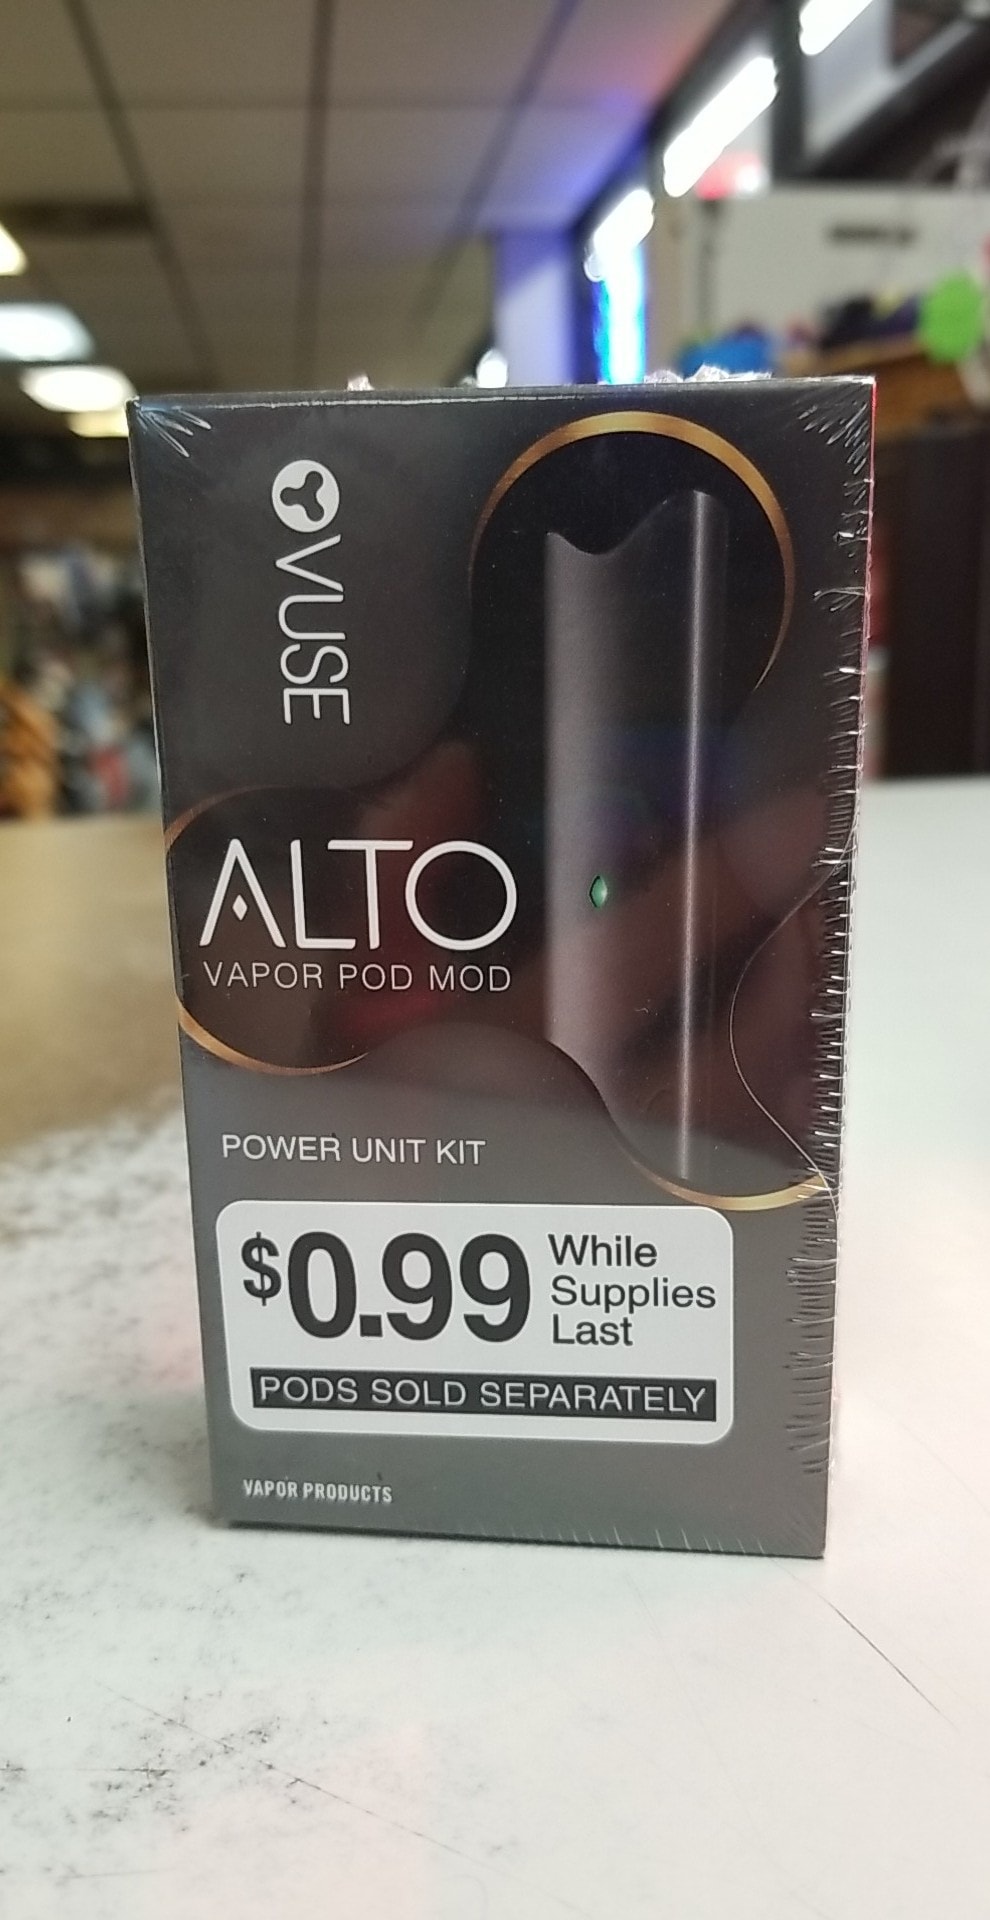 VUSE
ALTO
VAPOR POD MOD
POWER UNIT KIT
$0.99
While
Supplies
Last
PODS SOLD SEPARATELY
VAPOR PRODUCTS